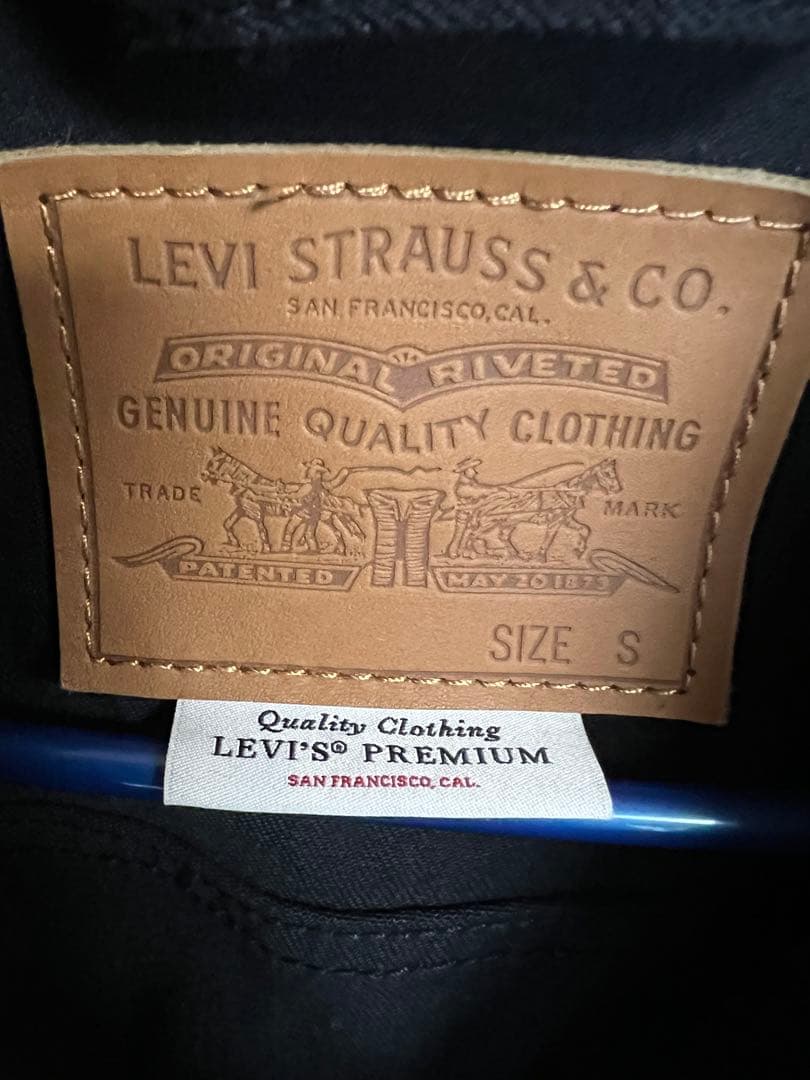 LEVI STRAUSS & CO.
SAN FRANCISCO, CAL.
ORIGINAL RIVETED
GENUINE QUALITY CLOTHING
TRADE MARK
PATENTED MAY 20 1873
SIZE S
Quality Clothing
LEVI'S® PREMIUM
SAN FRANCISCO, CAL.